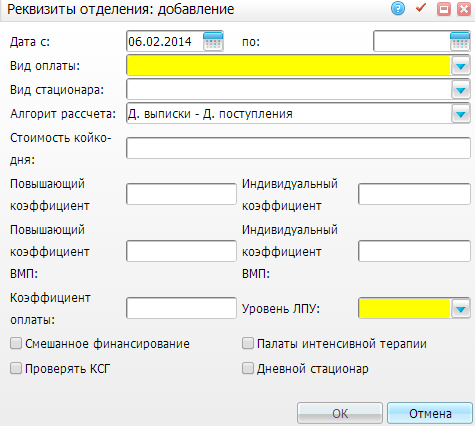 Реквизиты отделения: добавление
Дата с: 06.02.2014 по:
Вид оплаты:
Вид стационара:
Алгорит рассчета: Д. выписки - Д. поступления
Стоимость койко-
дня:
Повышающий Индивидуальный
коэффициент коэффициент
Повышающий Индивидуальный
коэффициент коэффициент
ВМП: ВМП:
Коэффициент
оплаты: Уровень ЛПУ:
Смешанное финансирование Палаты интенсивной терапии
Проверять КСГ Дневной стационар
ОК Отмена